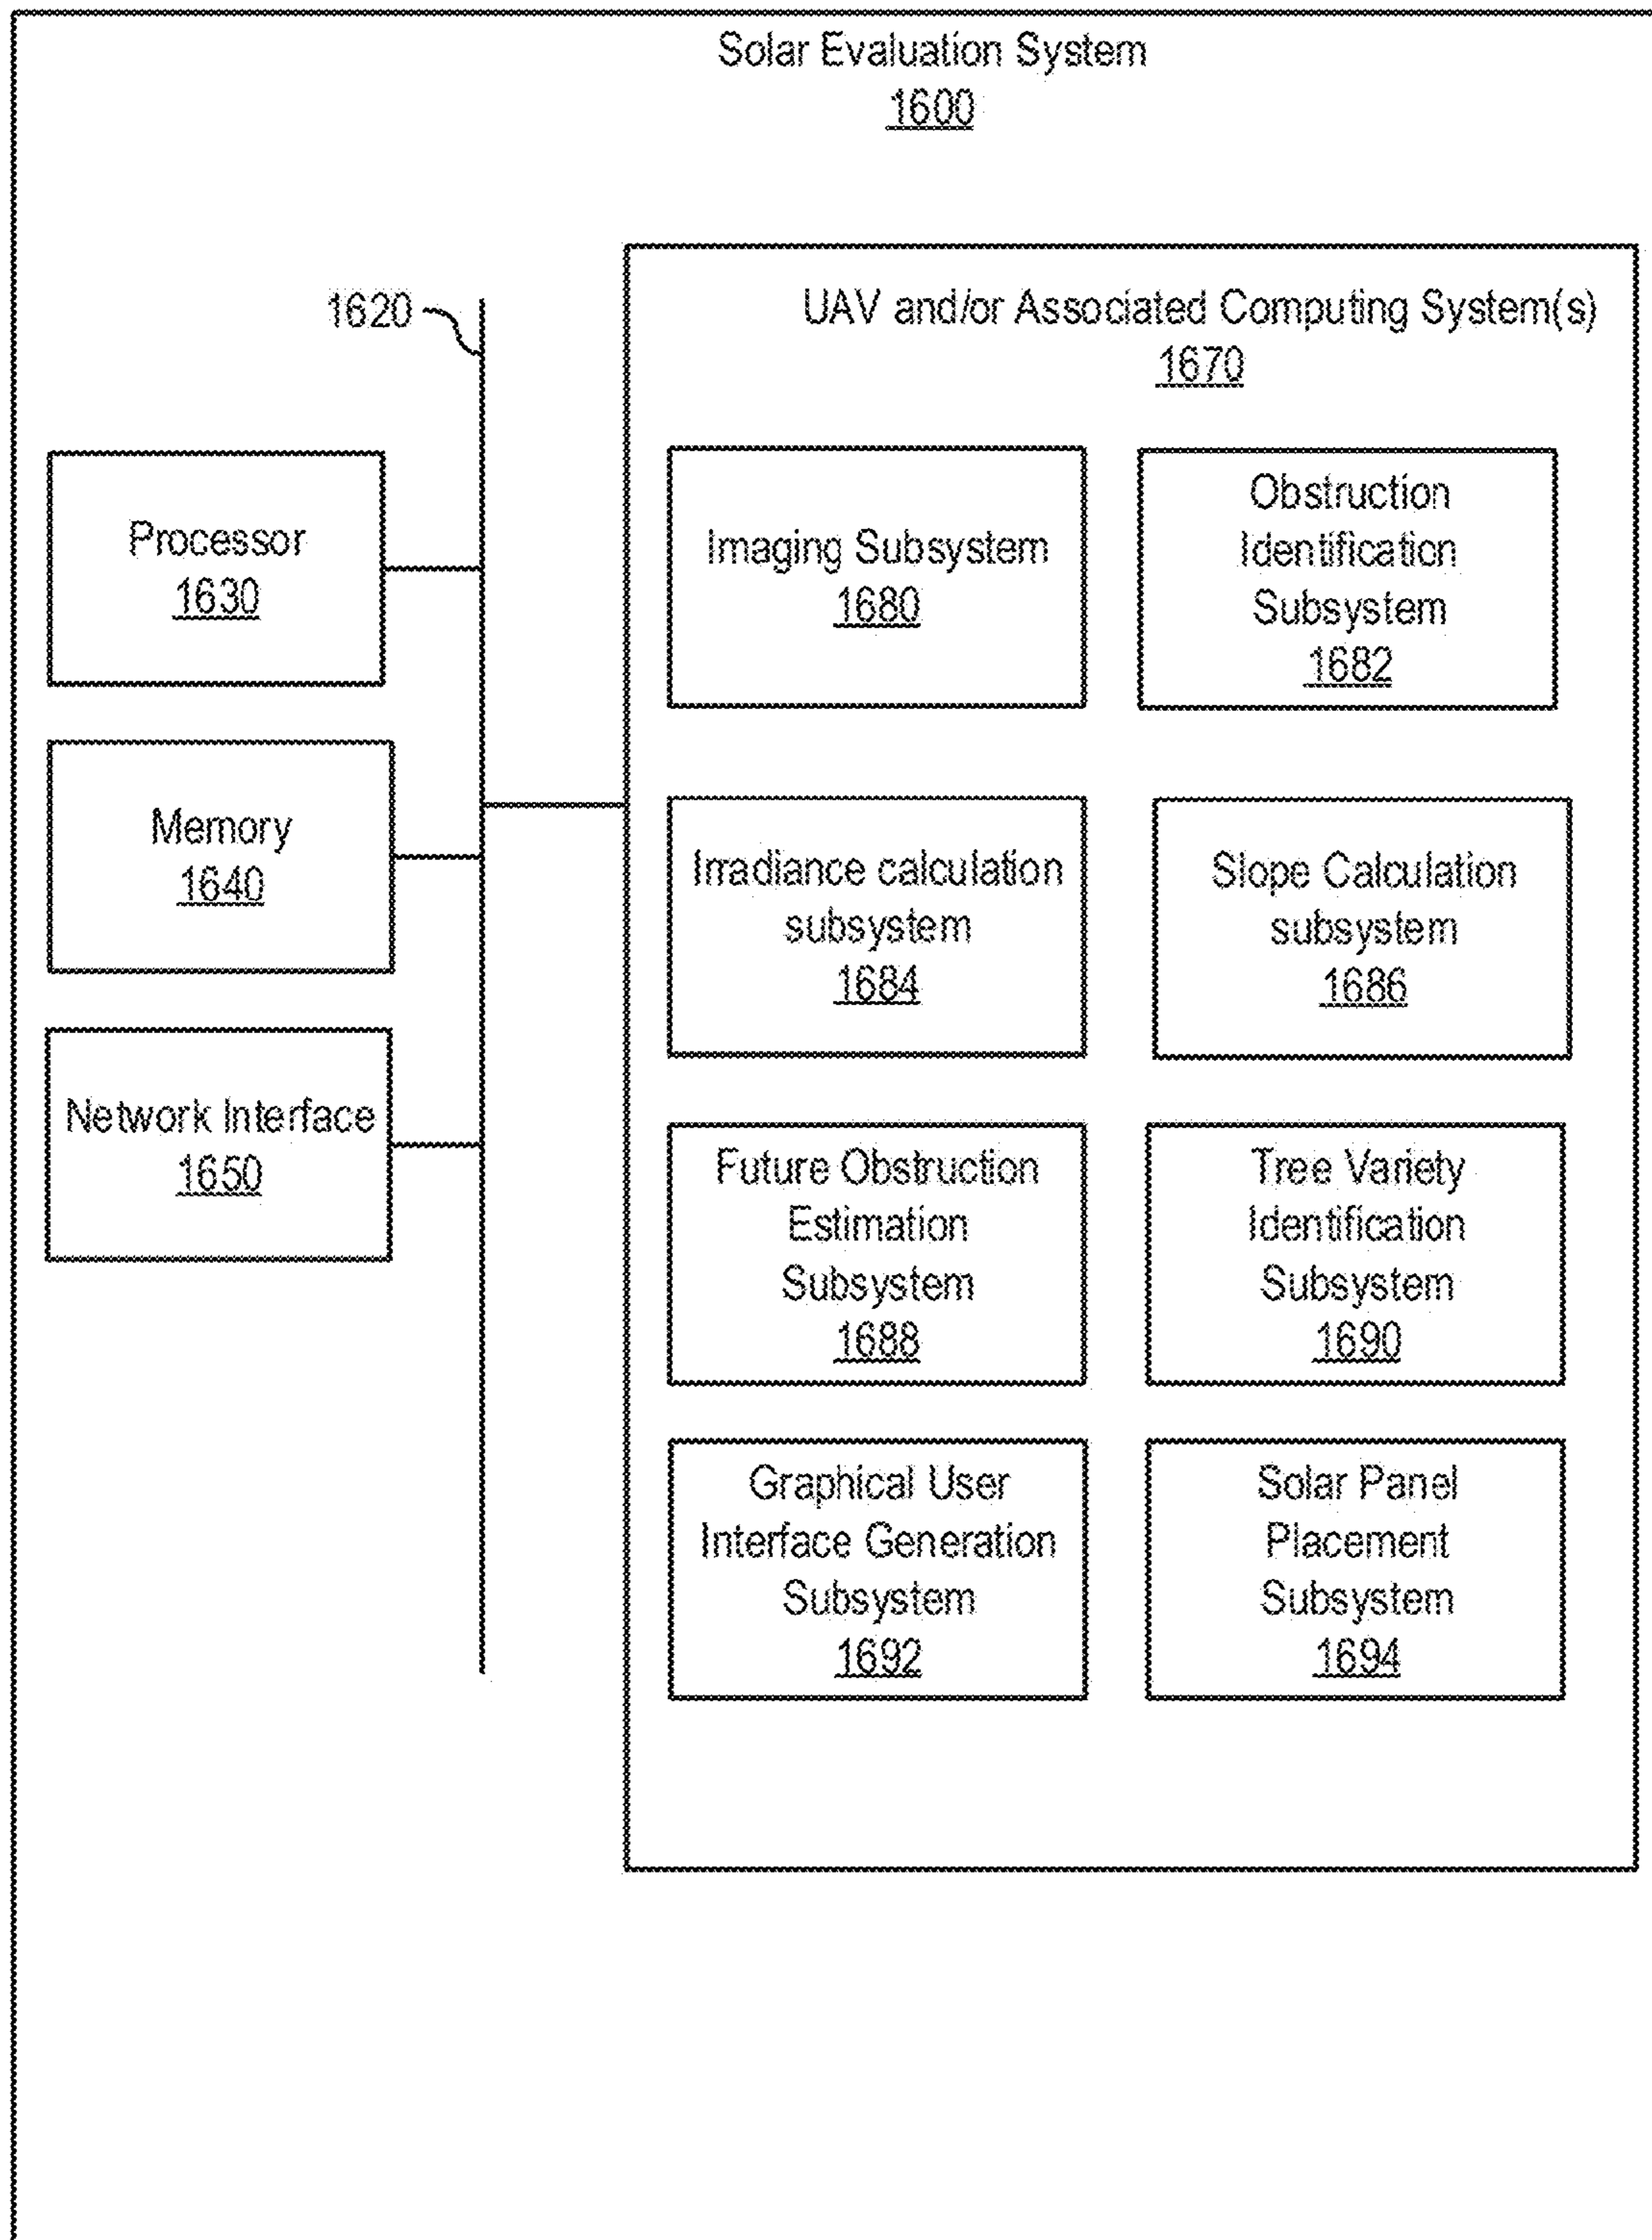 Solar Evaluation System
1600
1620
UAV and/or Associated Computing System(s)
1670
Processor
1630
Memory
1640
Network Interface
1650
Imaging Subsystem
1680
Obstruction
Identification
Subsystem
1682
Irradiance calculation
subsystem
1684
Slope Calculation
subsystem
1686
Future Obstruction
Estimation
Subsystem
1688
Tree Variety
Identification
Subsystem
1690
Graphical User
Interface Generation
Subsystem
1692
Solar Panel
Placement
Subsystem
1694